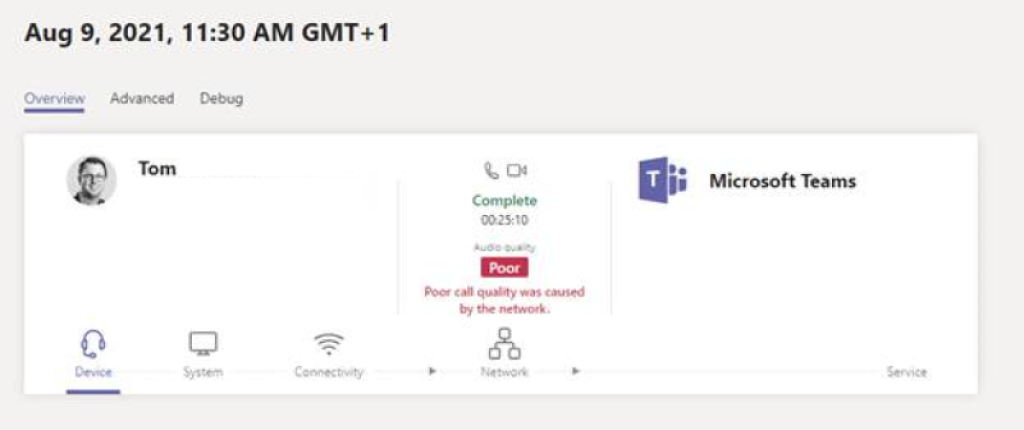 Aug 9, 2021, 11:30 AM GMT+1
Overview Advanced Debug
Tom
Complete
00:25:10
Audio quality
Poor
Poor call quality was caused
by the network.
T
Microsoft Teams
Device System Connectivity Network Service